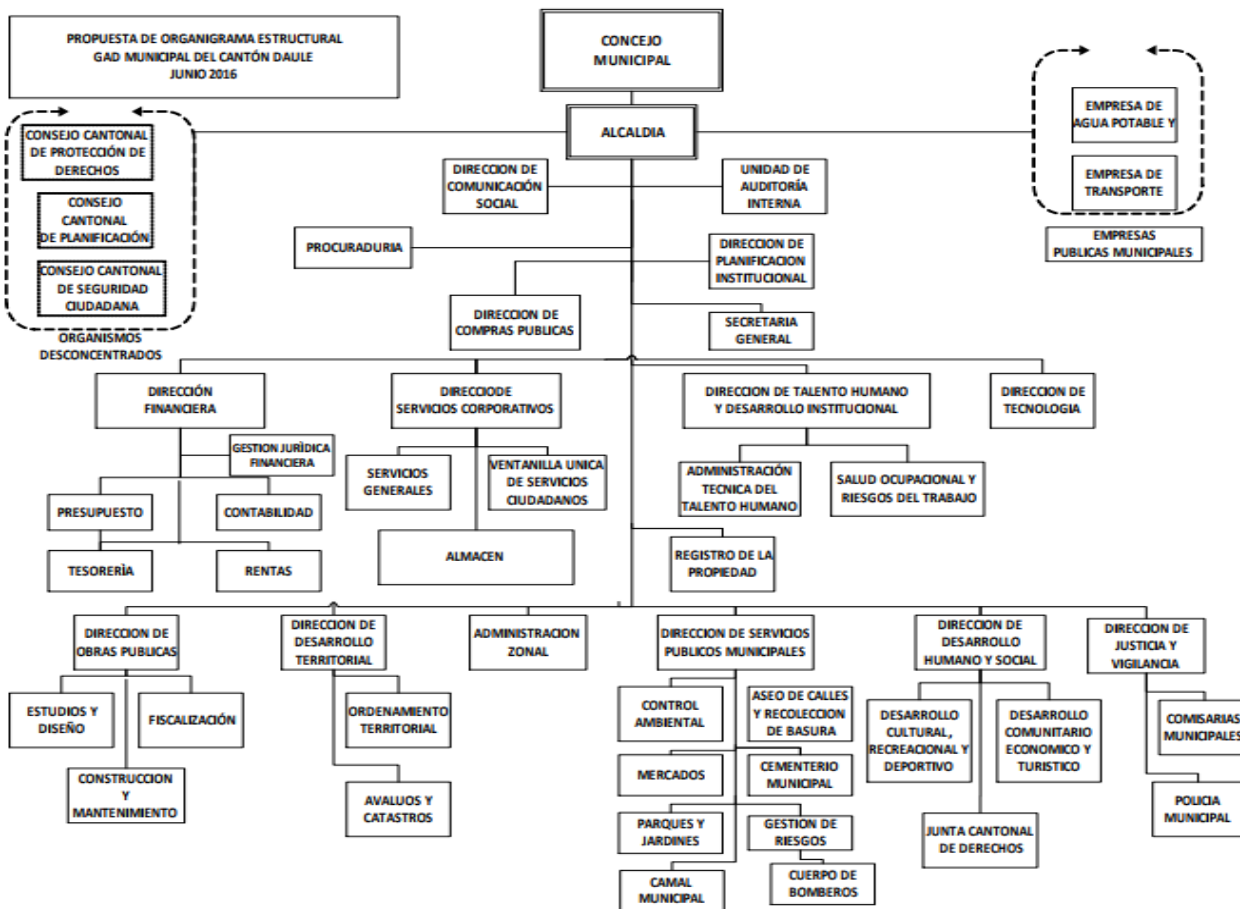 PROPUESTA DE ORGANIGRAMA ESTRUCTURAL
GAD MUNICIPAL DEL CANTÓN DAULE
JUNIO 2016
CONCEJO
MUNICIPAL
ALCALDIA
CONSEJO CANTONAL
DE PROTECCIÓN DE
DERECHOS
CONSEJO
CANTONAL
DE PLANIFICACIÓN
CONSEJO CANTONAL
DE SEGURIDAD
CIUDADANA
ORGANISMOS
DESCONCENTRADOS
EMPRESA DE
AGUA POTABLE Y
EMPRESA DE
TRANSPORTE
EMPRESAS
PUBLICAS MUNICIPALES
DIRECCION DE
COMUNICACIÓN
SOCIAL
UNIDAD DE
AUDITORÍA
INTERNA
PROCURADURIA
DIRECCION DE
PLANIFICACION
INSTITUCIONAL
DIRECCION DE
COMPRAS PUBLICAS
SECRETARIA
GENERAL
DIRECCIÓN
FINANCIERA
DIRECCIODE
SERVICIOS CORPORATIVOS
DIRECCION DE TALENTO HUMANO
Y DESARROLLO INSTITUCIONAL
DIRECCION DE
TECNOLOGIA
GESTION JURÌDICA
FINANCIERA
PRESUPUESTO
CONTABILIDAD
TESORERÌA
RENTAS
SERVICIOS
GENERALES
VENTANILLA UNICA
DE SERVICIOS
CIUDADANOS
ALMACEN
ADMINISTRACIÓN
TECNICA DEL
TALENTO HUMANO
SALUD OCUPACIONAL Y
RIESGOS DEL TRABAJO
REGISTRO DE LA
PROPIEDAD
DIRECCION DE
OBRAS PUBLICAS
DIRECCION DE
DESARROLLO
TERRITORIAL
ADMINISTRACION
ZONAL
DIRECCION DE SERVICIOS
PUBLICOS MUNICIPALES
DIRECCION DE
DESARROLLO
HUMANO Y SOCIAL
DIRECCION DE
JUSTICIA Y
VIGILANCIA
ESTUDIOS Y
DISEÑO
FISCALIZACIÓN
CONSTRUCCION
Y
MANTENIMIENTO
ORDENAMIENTO
TERRITORIAL
AVALUOS Y
CATASTROS
CONTROL
AMBIENTAL
ASEO DE CALLES
Y RECOLECCION
DE BASURA
MERCADOS
CEMENTERIO
MUNICIPAL
PARQUES Y
JARDINES
GESTION DE
RIESGOS
CAMAL
MUNICIPAL
CUERPO DE
BOMBEROS
DESARROLLO
CULTURAL,
RECREACIONAL Y
DEPORTIVO
DESARROLLO
COMUNITARIO
ECONOMICO Y
TURISTICO
JUNTA CANTONAL
DE DERECHOS
COMISARIAS
MUNICIPALES
POLICIA
MUNICIPAL